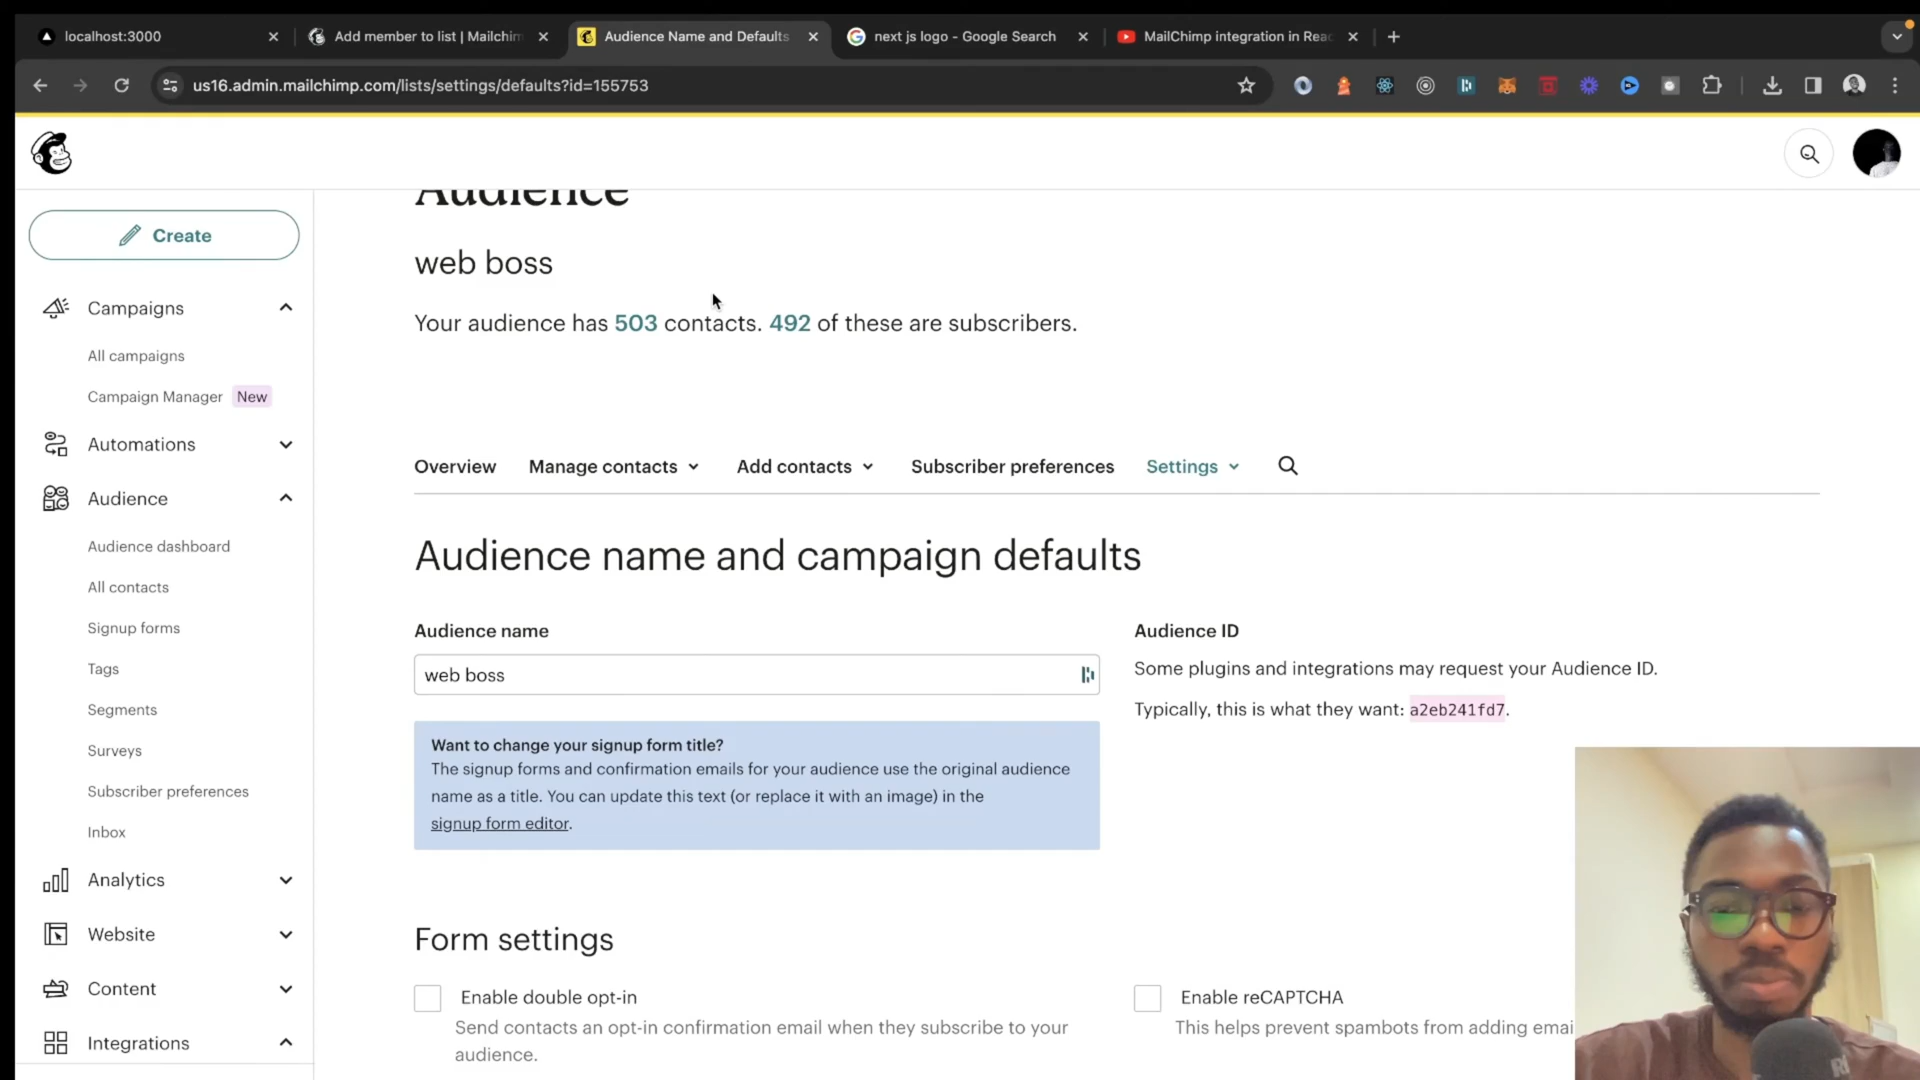 localhost:3000
Add member to list | Mailchim
Audience Name and Defaults
next js logo - Google Search
MailChimp integration in Rea
us16.admin.mailchimp.com/lists/settings/defaults?id=155753
Create
Campaigns
All campaigns
Campaign Manager New
Automations
Audience
Audience dashboard
All contacts
Signup forms
Tags
Segments
Surveys
Subscriber preferences
Inbox
Analytics
Website
Content
Integrations
Audience
web boss
Your audience has 503 contacts. 492 of these are subscribers.
Overview Manage contacts Add contacts Subscriber preferences Settings
Audience name and campaign defaults
Audience name
web boss
Want to change your signup form title?
The signup forms and confirmation emails for your audience use the original audience
name as a title. You can update this text (or replace it with an image) in the
signup form editor.
Audience ID
Some plugins and integrations may request your Audience ID.
Typically, this is what they want: a2eb241fd7.
Form settings
Enable double opt-in
Send contacts an opt-in confirmation email when they subscribe to your
audience.
Enable reCAPTCHA
This helps prevent spambots from adding emai